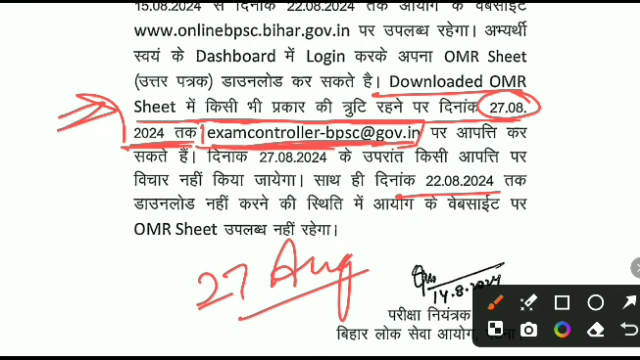 15.08.2024 से दिनांक 22.08.2024 तक आयोग के वेबसाईट
www.onlinebpsc.bihar.gov.in पर उपलब्ध रहेगा। अभ्यर्थी
स्वयं के Dashboard में Login करके अपना OMR Sheet
(उत्तर पत्रक) डाउनलोड कर सकते है। Downloaded OMR
Sheet में किसी भी प्रकार की त्रुटि रहने पर दिनांक 27.08.
2024 तक examcontroller-bpsc@gov.in पर आपत्ति कर
सकते हैं। दिनांक 27.08.2024 के उपरांत किसी आपत्ति पर
विचार नहीं किया जायेगा। साथ ही दिनांक 22.08.2024 तक
डाउनलोड नहीं करने की स्थिति में आयोग के वेबसाईट पर
OMR Sheet उपलब्ध नहीं रहेगा।
27 Aug
14.8.2024
परीक्षा नियंत्रक
बिहार लोक सेवा आयोग,